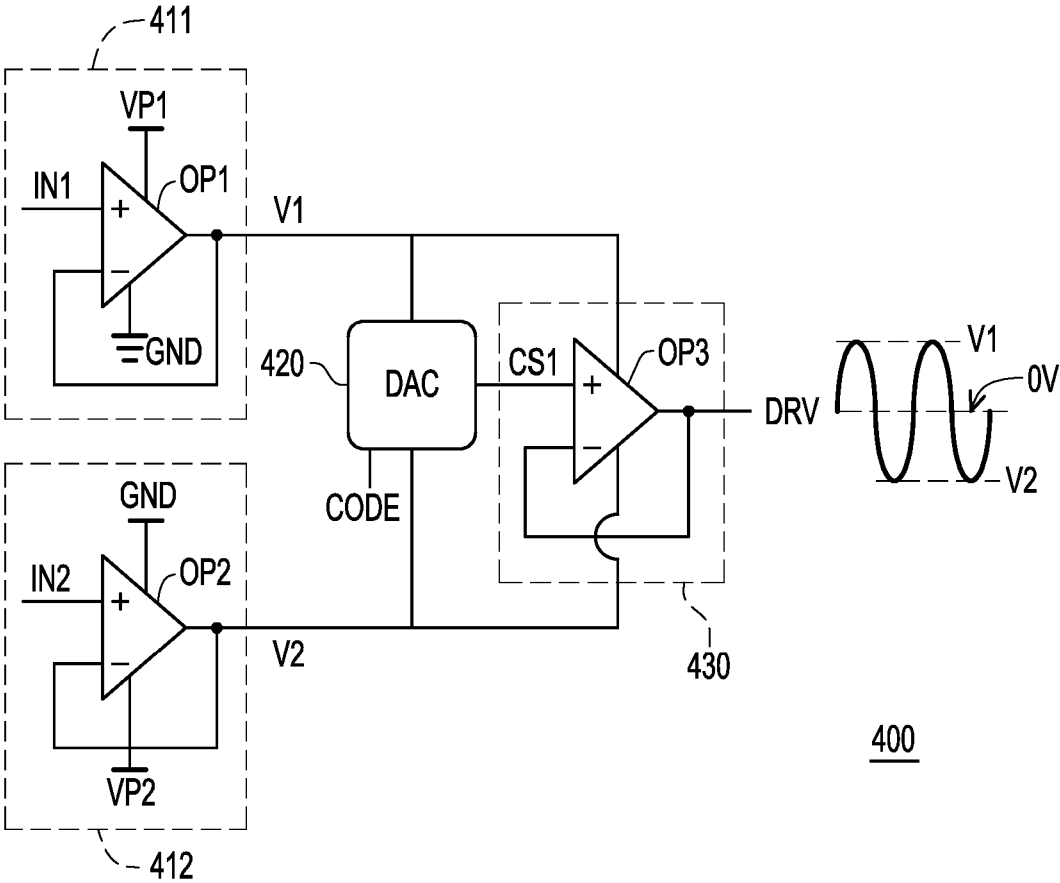 411
VP1
IN1
OP1
+
−
GND
V1
420
DAC
CODE
CS1
OP3
+
−
DRV
V1
0V
V2
430
GND
IN2
OP2
+
−
V2
VP2
412
400